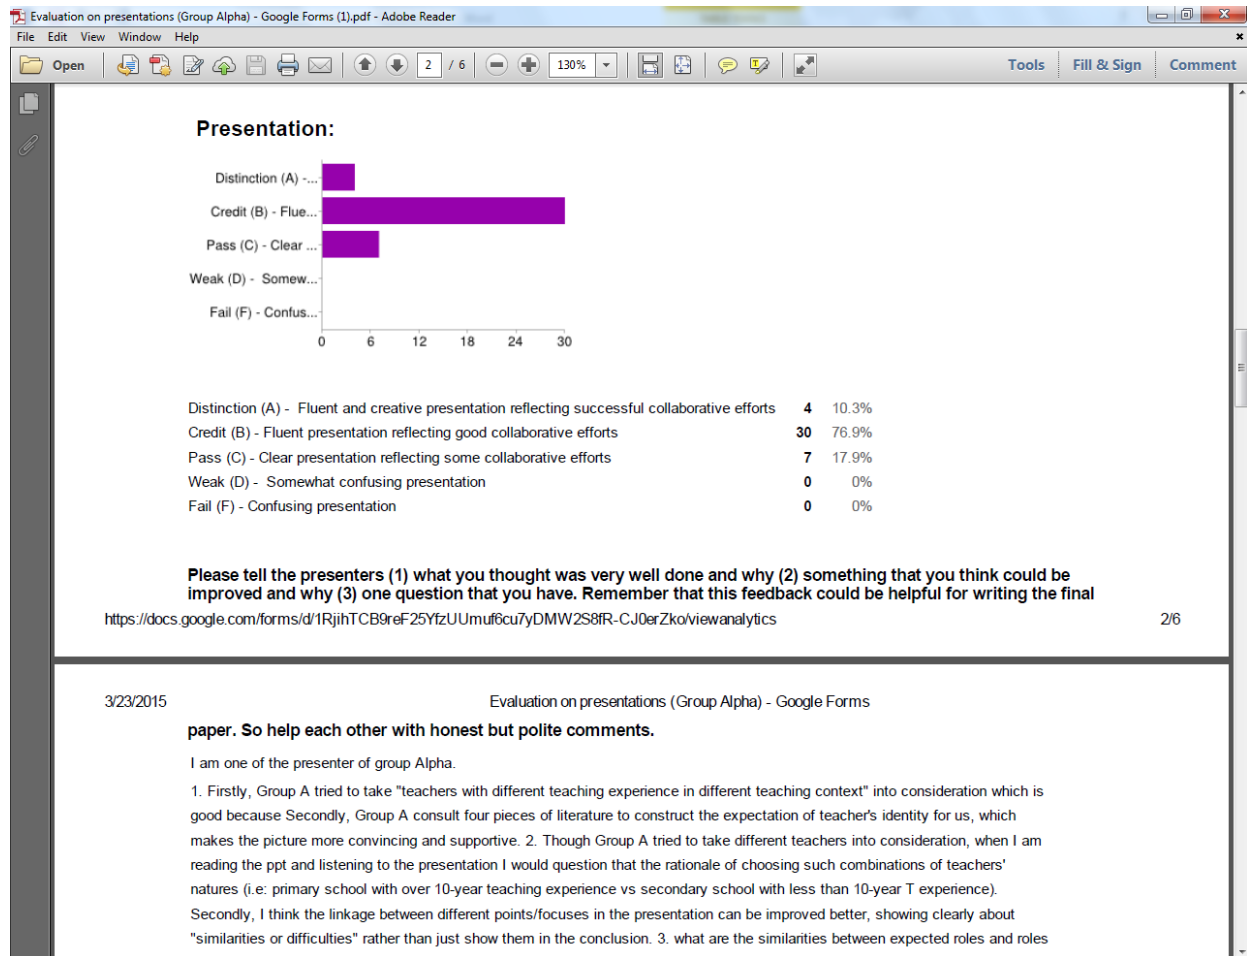 Evaluation on presentations (Group Alpha) - Google Forms (1).pdf - Adobe Reader
File Edit View Window Help
Open 2 / 6 130% Tools Fill & Sign Comment
Presentation:
Distinction (A) -...
Credit (B) - Flue...
Pass (C) - Clear ...
Weak (D) - Somew...
Fail (F) - Confus...
0 6 12 18 24 30
Distinction (A) - Fluent and creative presentation reflecting successful collaborative efforts 4 10.3%
Credit (B) - Fluent presentation reflecting good collaborative efforts 30 76.9%
Pass (C) - Clear presentation reflecting some collaborative efforts 7 17.9%
Weak (D) - Somewhat confusing presentation 0 0%
Fail (F) - Confusing presentation 0 0%
Please tell the presenters (1) what you thought was very well done and why (2) something that you think could be
improved and why (3) one question that you have. Remember that this feedback could be helpful for writing the final
https://docs.google.com/forms/d/1RjihTCB9reF25YfzUUmuf6cu7yDMW2S8fR-CJ0erZko/viewanalytics 2/6
3/23/2015 Evaluation on presentations (Group Alpha) - Google Forms
paper. So help each other with honest but polite comments.
I am one of the presenter of group Alpha.
1. Firstly, Group A tried to take "teachers with different teaching experience in different teaching context" into consideration which is
good because Secondly, Group A consult four pieces of literature to construct the expectation of teacher's identity for us, which
makes the picture more convincing and supportive. 2. Though Group A tried to take different teachers into consideration, when I am
reading the ppt and listening to the presentation I would question that the rationale of choosing such combinations of teachers'
natures (i.e: primary school with over 10-year teaching experience vs secondary school with less than 10-year T experience).
Secondly, I think the linkage between different points/focuses in the presentation can be improved better, showing clearly about
"similarities or difficulties" rather than just show them in the conclusion. 3. what are the similarities between expected roles and roles